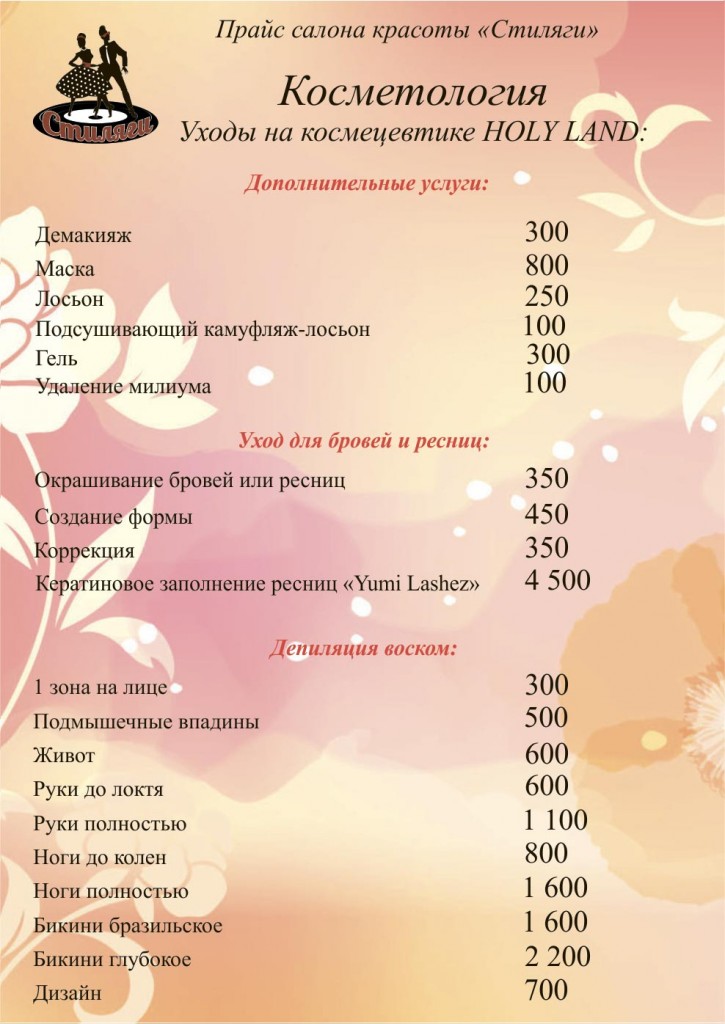 Прайс салона красоты «Стиляги»
Стиляги
Косметология
Уходы на космецевтике HOLY LAND:
Дополнительные услуги:
Демакияж 300
Маска 800
Лосьон 250
Подсушивающий камуфляж-лосьон 100
Гель 300
Удаление милиума 100
Уход для бровей и ресниц:
Окрашивание бровей или ресниц 350
Создание формы 450
Коррекция 350
Кератиновое заполнение ресниц «Yumi Lashez» 4 500
Депиляция воском:
1 зона на лице 300
Подмышечные впадины 500
Живот 600
Руки до локтя 600
Руки полностью 1 100
Ноги до колен 800
Ноги полностью 1 600
Бикини бразильское 1 600
Бикини глубокое 2 200
Дизайн 700